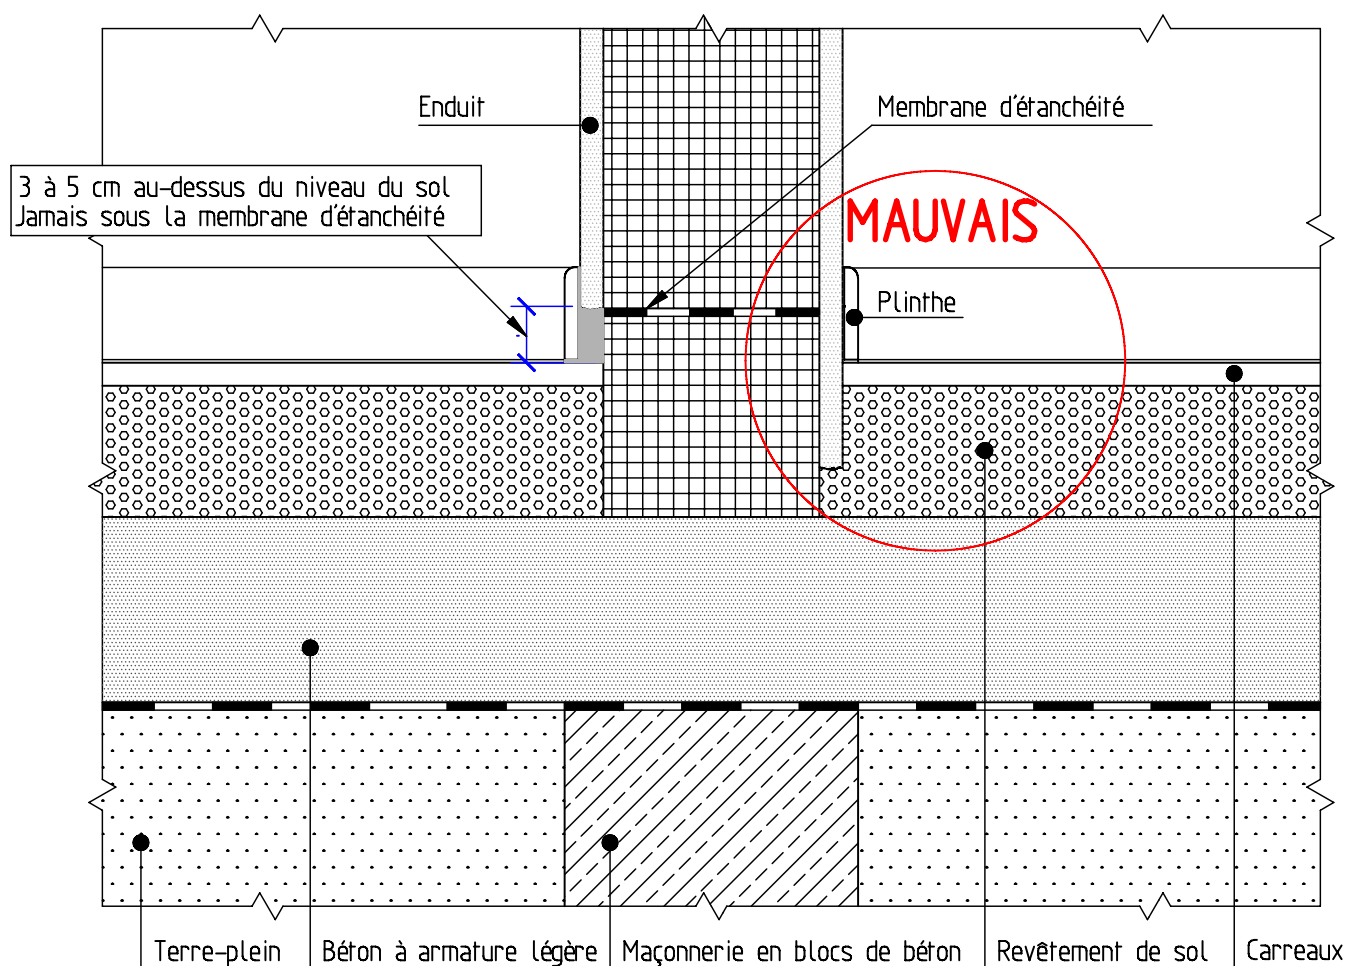 Enduit
Membrane d'étanchéité
3 à 5 cm au-dessus du niveau du sol
Jamais sous la membrane d'étanchéité
MAUVAIS
Plinthe
Terre-plein
Béton à armature légère
Maçonnerie en blocs de béton
Revêtement de sol
Carreaux